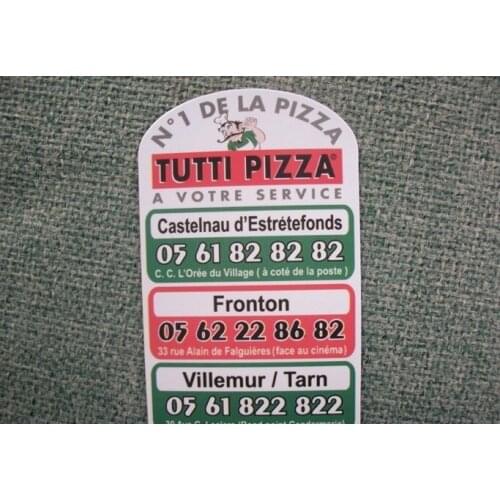 N°1 DE LA PIZZA
TUTTI PIZZA®
A VOTRE SERVICE
Castelnau d'Estrétefonds
05 61 82 82 82
C. C. L'Orée du Village ( à coté de la poste )
Fronton
05 62 22 86 82
33 rue Alain de Falguières (face au cinéma)
Villemur / Tarn
05 61 822 822